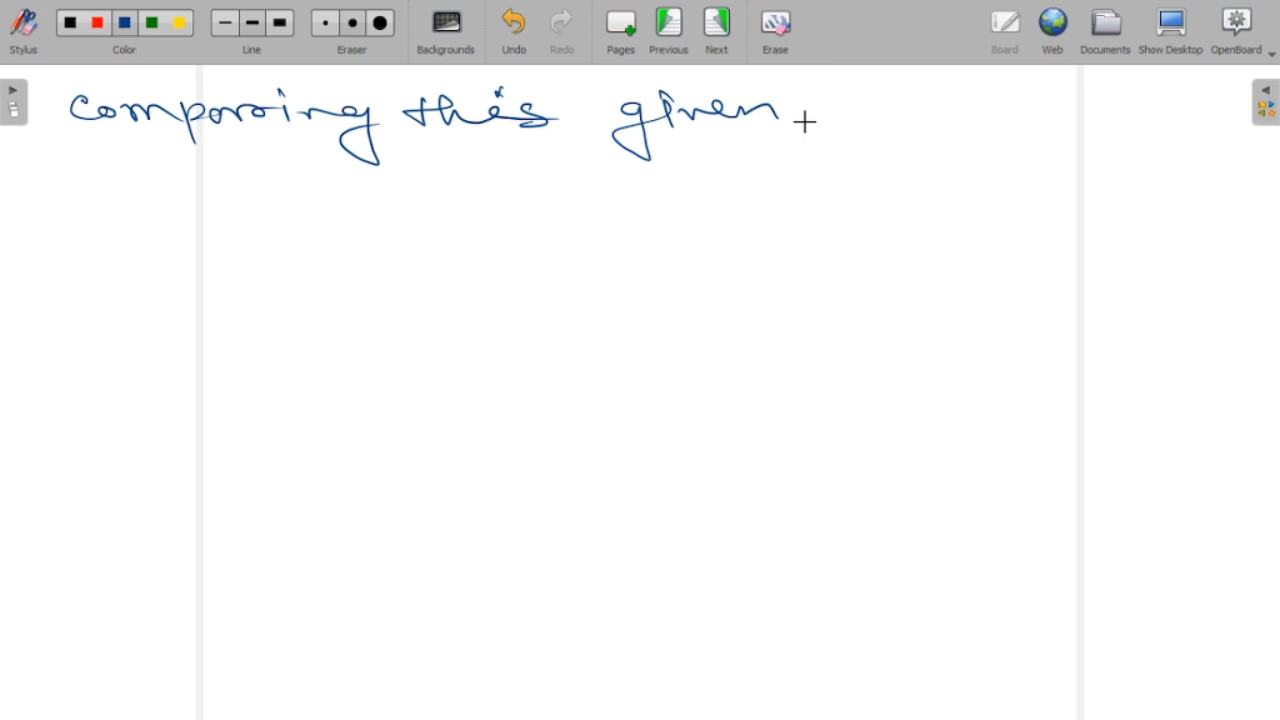 Stylus Color Line Eraser Backgrounds Undo Redo Pages Previous Next Erase Board Web Documents Show Desktop OpenBoard
comparing this given